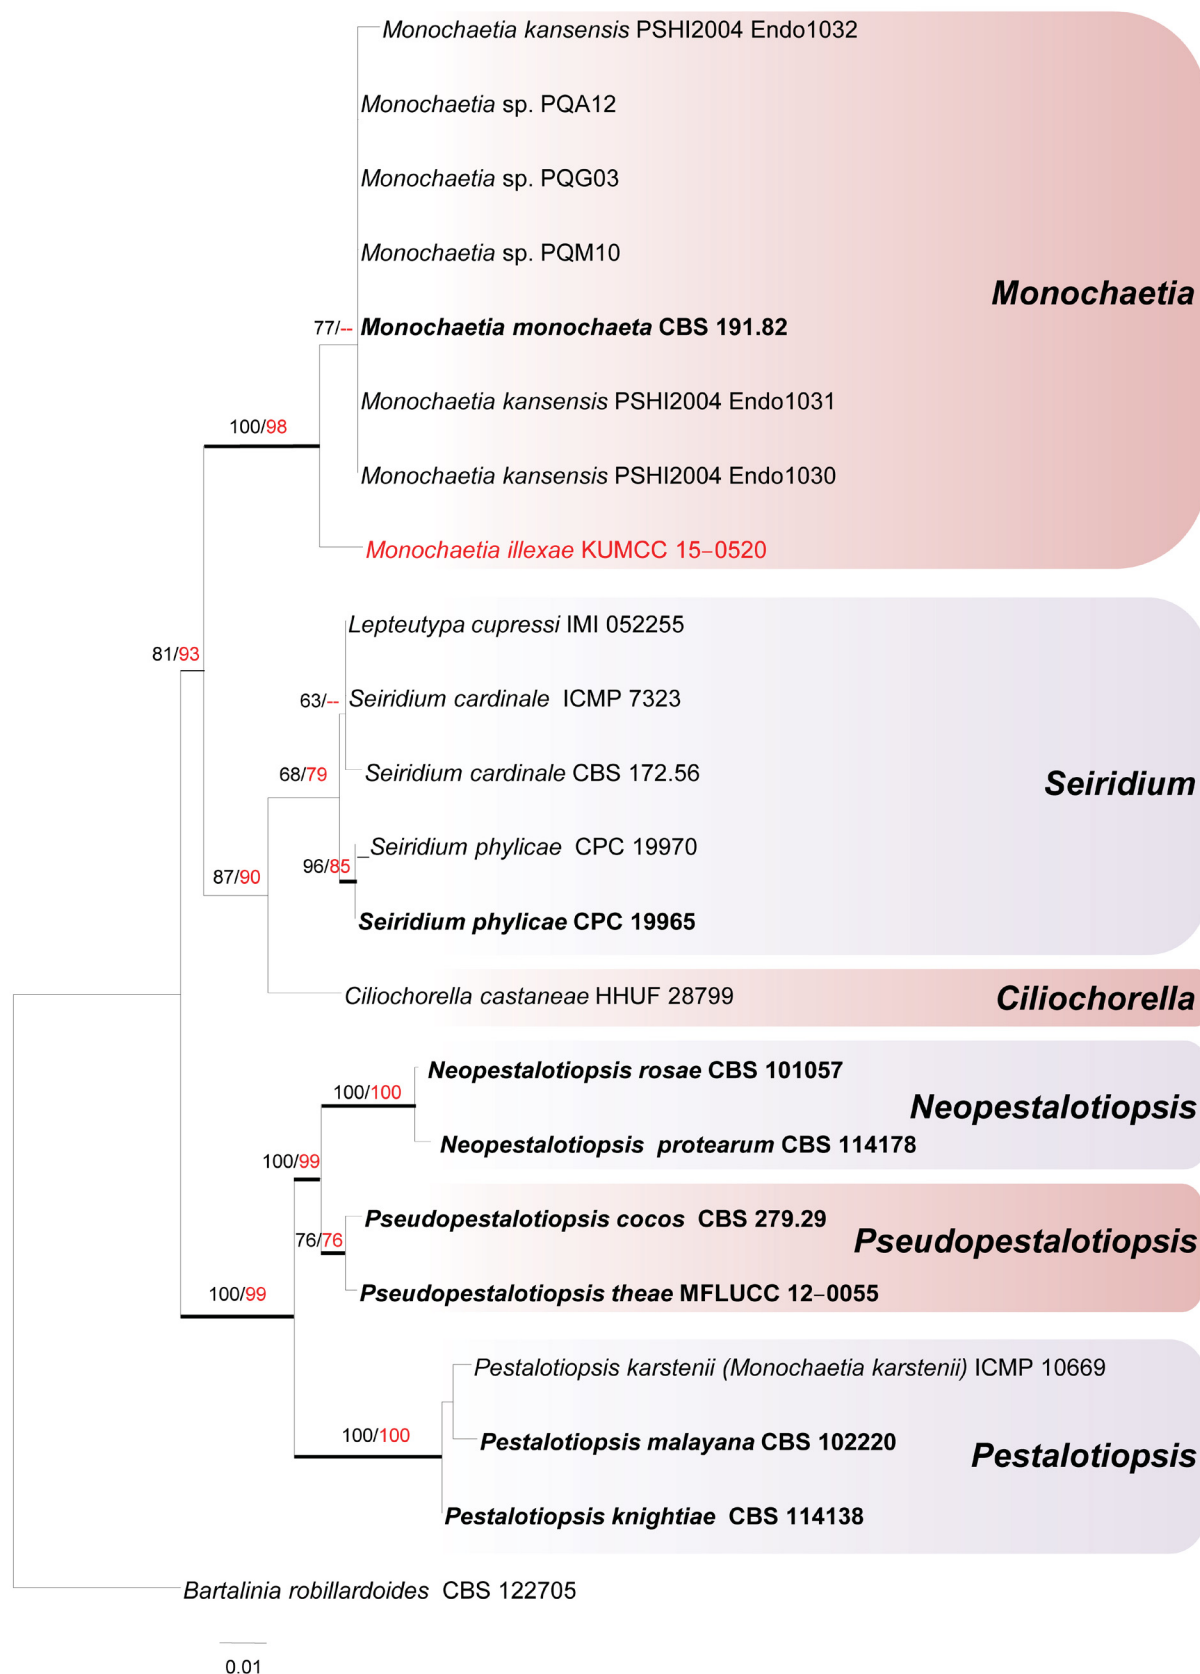 Monochaetia kansensis PSHI2004 Endo1032
Monochaetia sp. PQA12
Monochaetia sp. PQG03
Monochaetia sp. PQM10
Monochaetia
77/-- Monochaetia monochaeta CBS 191.82
Monochaetia kansensis PSHI2004 Endo1031
100/98
Monochaetia kansensis PSHI2004 Endo1030
Monochaetia illexae KUMCC 15–0520
Lepteutypa cupressi IMI 052255
81/93
63/-- Seiridium cardinale ICMP 7323
68/79
Seiridium cardinale CBS 172.56
Seiridium
Seiridium phylicae CPC 19970
96/85
87/90
Seiridium phylicae CPC 19965
Ciliochorella castaneae HHUF 28799
Ciliochorella
Neopestalotiopsis rosae CBS 101057
100/100
Neopestalotiopsis
Neopestalotiopsis protearum CBS 114178
100/99
Pseudopestalotiopsis cocos CBS 279.29
76/76
Pseudopestalotiopsis
100/99
Pseudopestalotiopsis theae MFLUCC 12–0055
Pestalotiopsis karstenii (Monochaetia karstenii) ICMP 10669
100/100
Pestalotiopsis malayana CBS 102220
Pestalotiopsis
Pestalotiopsis knightiae CBS 114138
Bartalinia robillardoides CBS 122705
0.01